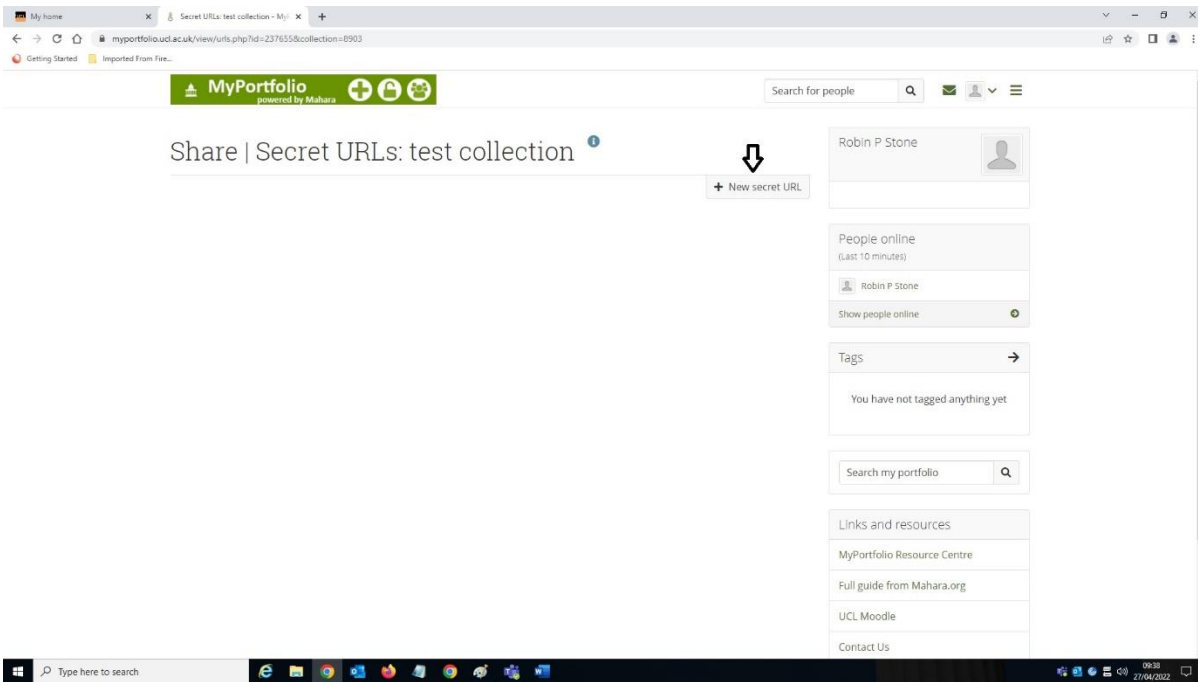 My home
Secret URLs: test collection - My
myportfolio.ucl.ac.uk/view/urls.php?id=237655&collection=8903
Getting Started
Imported From Fire...
MyPortfolio
powered by Mahara
Search for people
Share | Secret URLs: test collection
+ New secret URL
Robin P Stone
People online
(Last 10 minutes)
Robin P Stone
Show people online
Tags
You have not tagged anything yet
Search my portfolio
Links and resources
MyPortfolio Resource Centre
Full guide from Mahara.org
UCL Moodle
Contact Us
Type here to search
09:38
27/04/2022